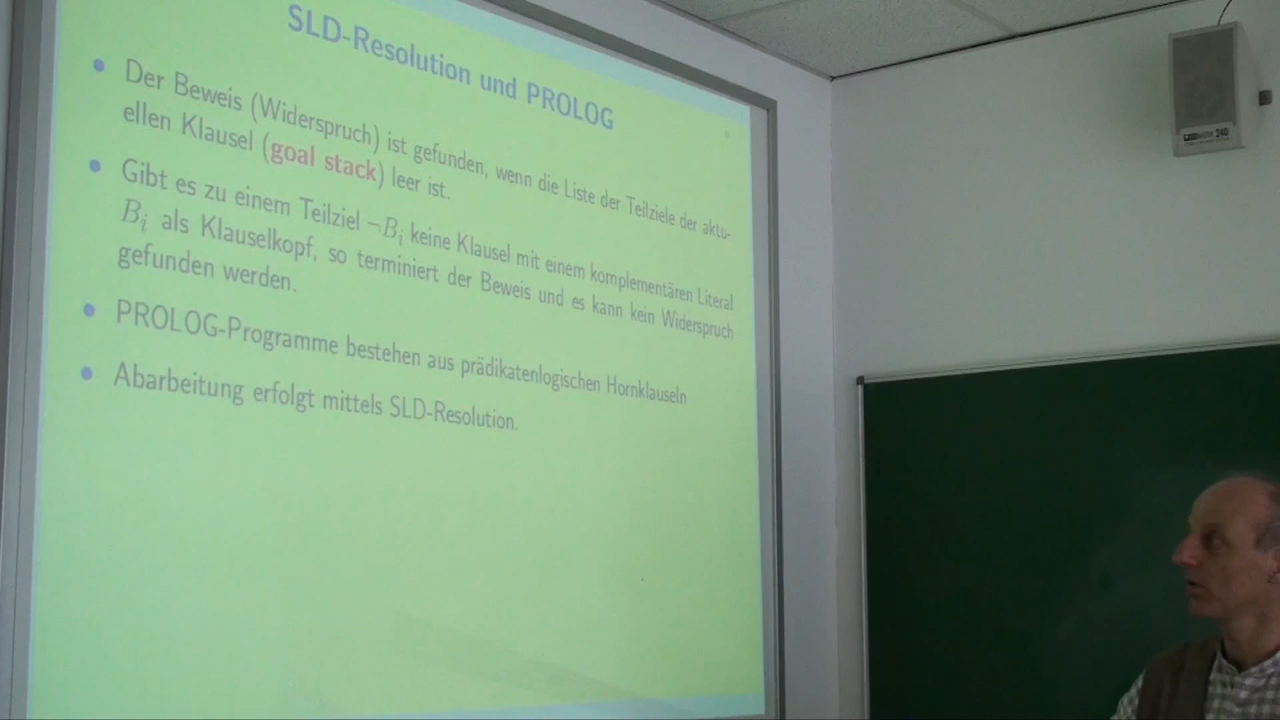 SLD-Resolution und PROLOG
• Der Beweis (Widerspruch) ist gefunden, wenn die Liste der Teilziele der aktu-
ellen Klausel (goal stack) leer ist.
• Gibt es zu einem Teilziel ¬Bᵢ keine Klausel mit einem komplementären Literal
Bᵢ als Klauselkopf, so terminiert der Beweis und es kann kein Widerspruch
gefunden werden.
• PROLOG-Programme bestehen aus prädikatenlogischen Hornklauseln
• Abarbeitung erfolgt mittels SLD-Resolution.
240